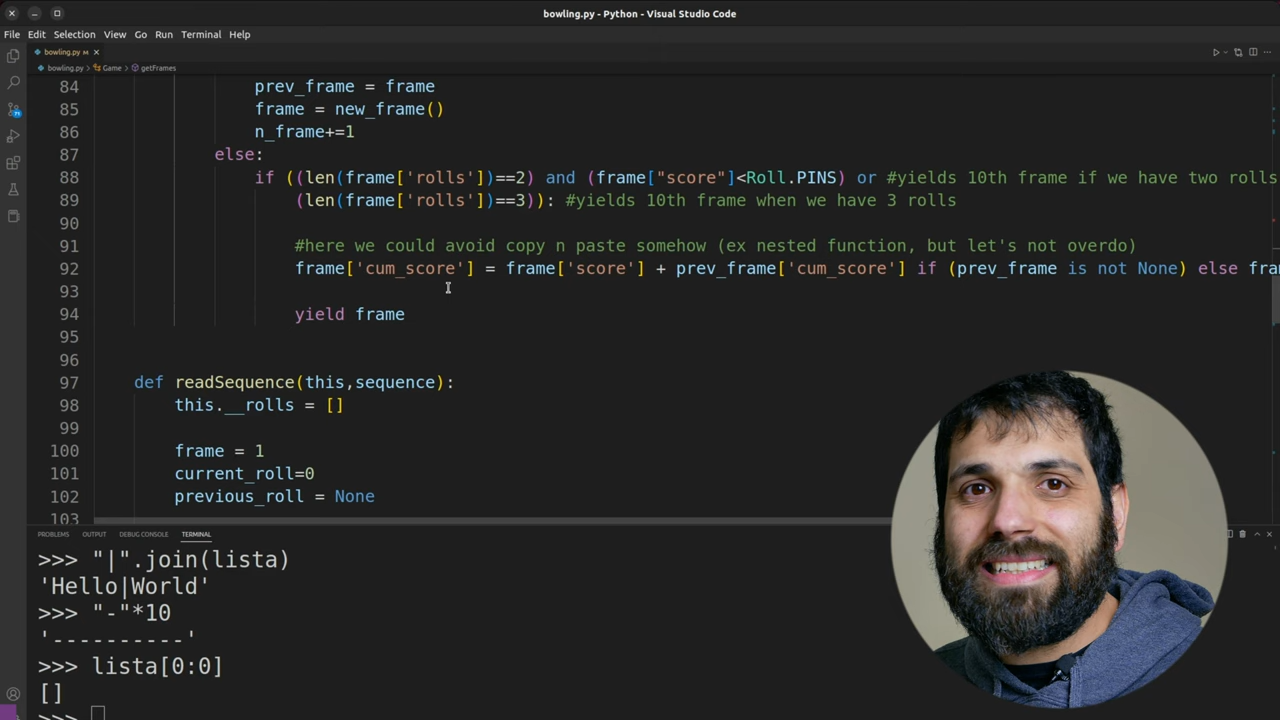 bowling.py - Python - Visual Studio Code
File Edit Selection View Go Run Terminal Help
bowling.py M
bowling.py > Game > getFrames
84 prev_frame = frame
85 frame = new_frame()
86 n_frame+=1
87 else:
88 if ((len(frame['rolls'])==2) and (frame["score"]<Roll.PINS) or #yields 10th frame if we have two rolls
89 (len(frame['rolls'])==3)): #yields 10th frame when we have 3 rolls
90
91 #here we could avoid copy n paste somehow (ex nested function, but let's not overdo)
92 frame['cum_score'] = frame['score'] + prev_frame['cum_score'] if (prev_frame is not None) else fra
93
94 yield frame
95
96
97 def readSequence(this,sequence):
98 this.__rolls = []
99
100 frame = 1
101 current_roll=0
102 previous_roll = None
103
PROBLEMS OUTPUT DEBUG CONSOLE TERMINAL
>>> "|".join(lista)
'Hello|World'
>>> "-"*10
'----------'
>>> lista[0:0]
[]
>>>